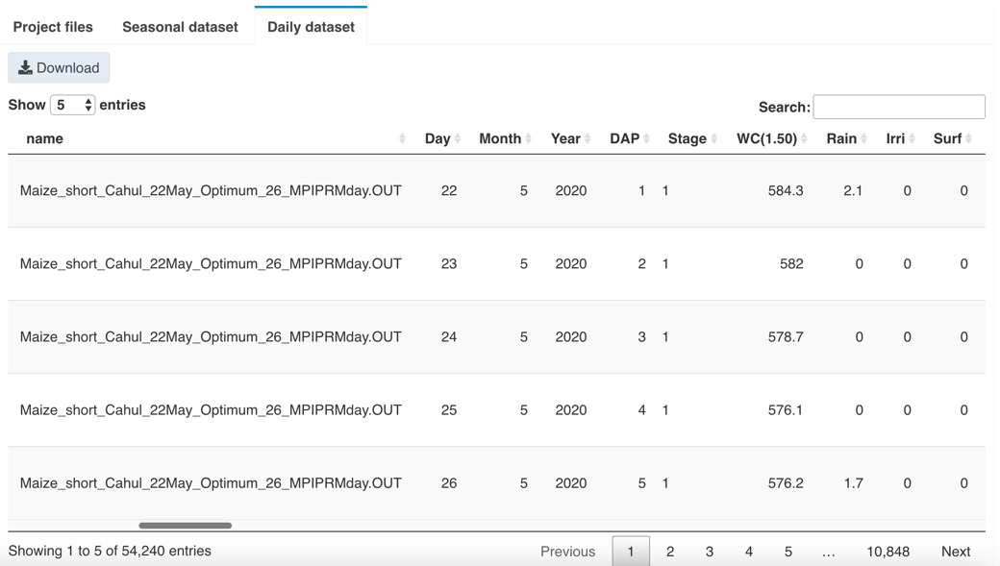 Project files Seasonal dataset Daily dataset
Download
Show 5 entries
Search:
name Day Month Year DAP Stage WC(1.50) Rain Irri Surf
Maize_short_Cahul_22May_Optimum_26_MPIPRMday.OUT 22 5 2020 1 1 584.3 2.1 0 0
Maize_short_Cahul_22May_Optimum_26_MPIPRMday.OUT 23 5 2020 2 1 582 0 0 0
Maize_short_Cahul_22May_Optimum_26_MPIPRMday.OUT 24 5 2020 3 1 578.7 0 0 0
Maize_short_Cahul_22May_Optimum_26_MPIPRMday.OUT 25 5 2020 4 1 576.1 0 0 0
Maize_short_Cahul_22May_Optimum_26_MPIPRMday.OUT 26 5 2020 5 1 576.2 1.7 0 0
Showing 1 to 5 of 54,240 entries
Previous 1 2 3 4 5 … 10,848 Next